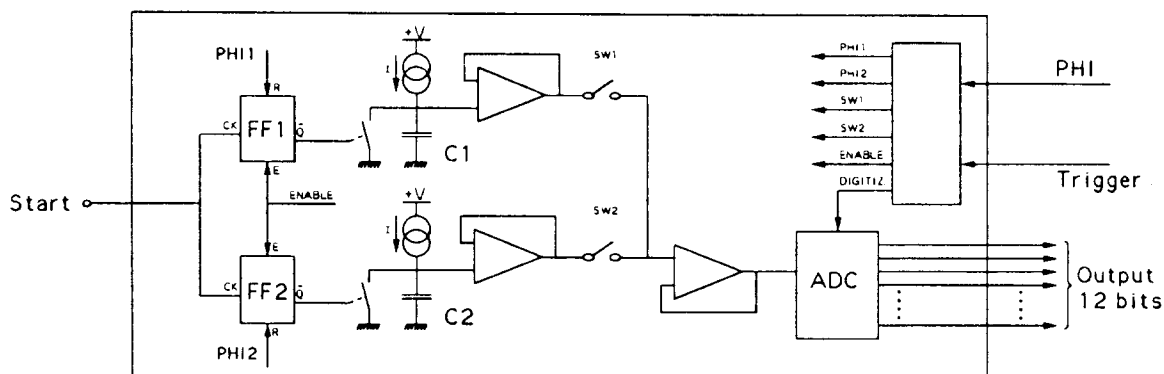 PHI1
R
CK
FF1
Q̄
E
ENABLE
Start
E
CK
FF2
Q̄
R
PHI2
+V
I
C1
+V
I
C2
SW1
SW2
PHI1
PHI2
SW1
SW2
ENABLE
DIGITIZ.
PHI
Trigger
ADC
Output
12 bits